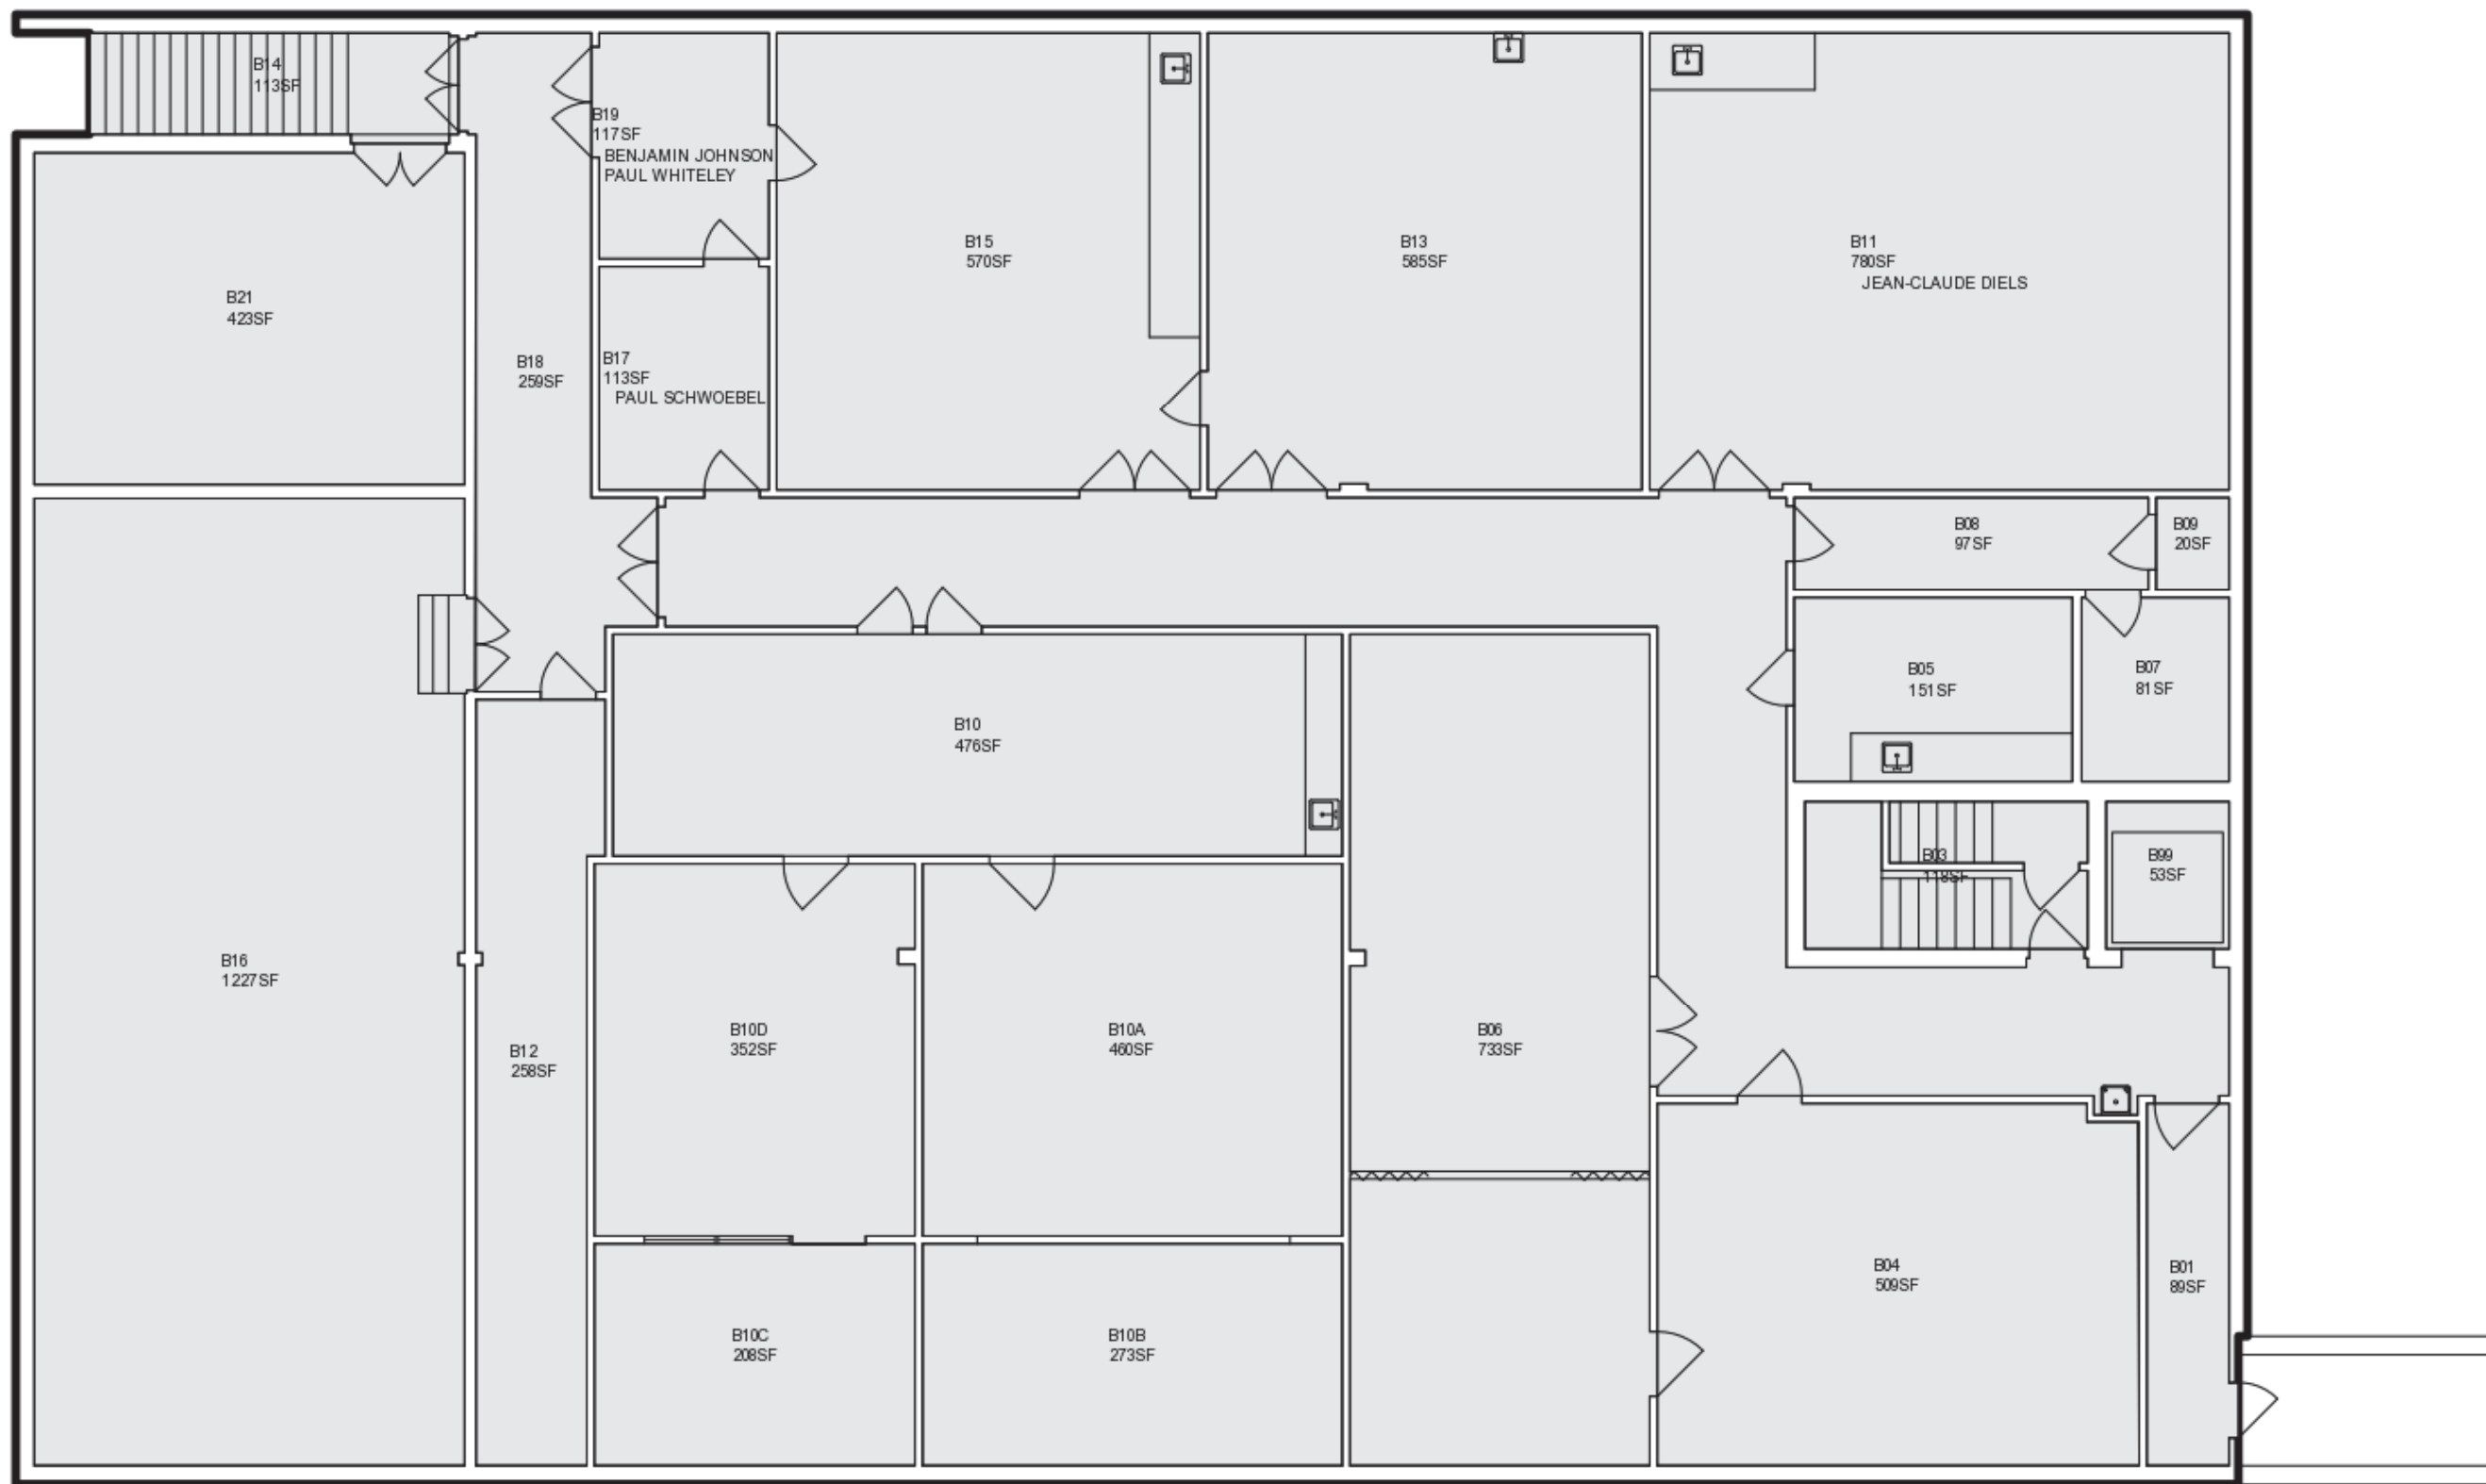 B14
113SF
B19
117SF
BENJAMIN JOHNSON
PAUL WHITELEY
B15
570SF
B13
585SF
B11
780SF
JEAN-CLAUDE DIELS
B21
423SF
B18
259SF
B17
113SF
PAUL SCHWOEBEL
B08
97SF
B09
20SF
B05
151SF
B07
81SF
B10
476SF
B03
118SF
B99
53SF
B16
1227SF
B12
258SF
B10D
352SF
B10A
460SF
B06
733SF
B04
509SF
B01
89SF
B10C
208SF
B10B
273SF